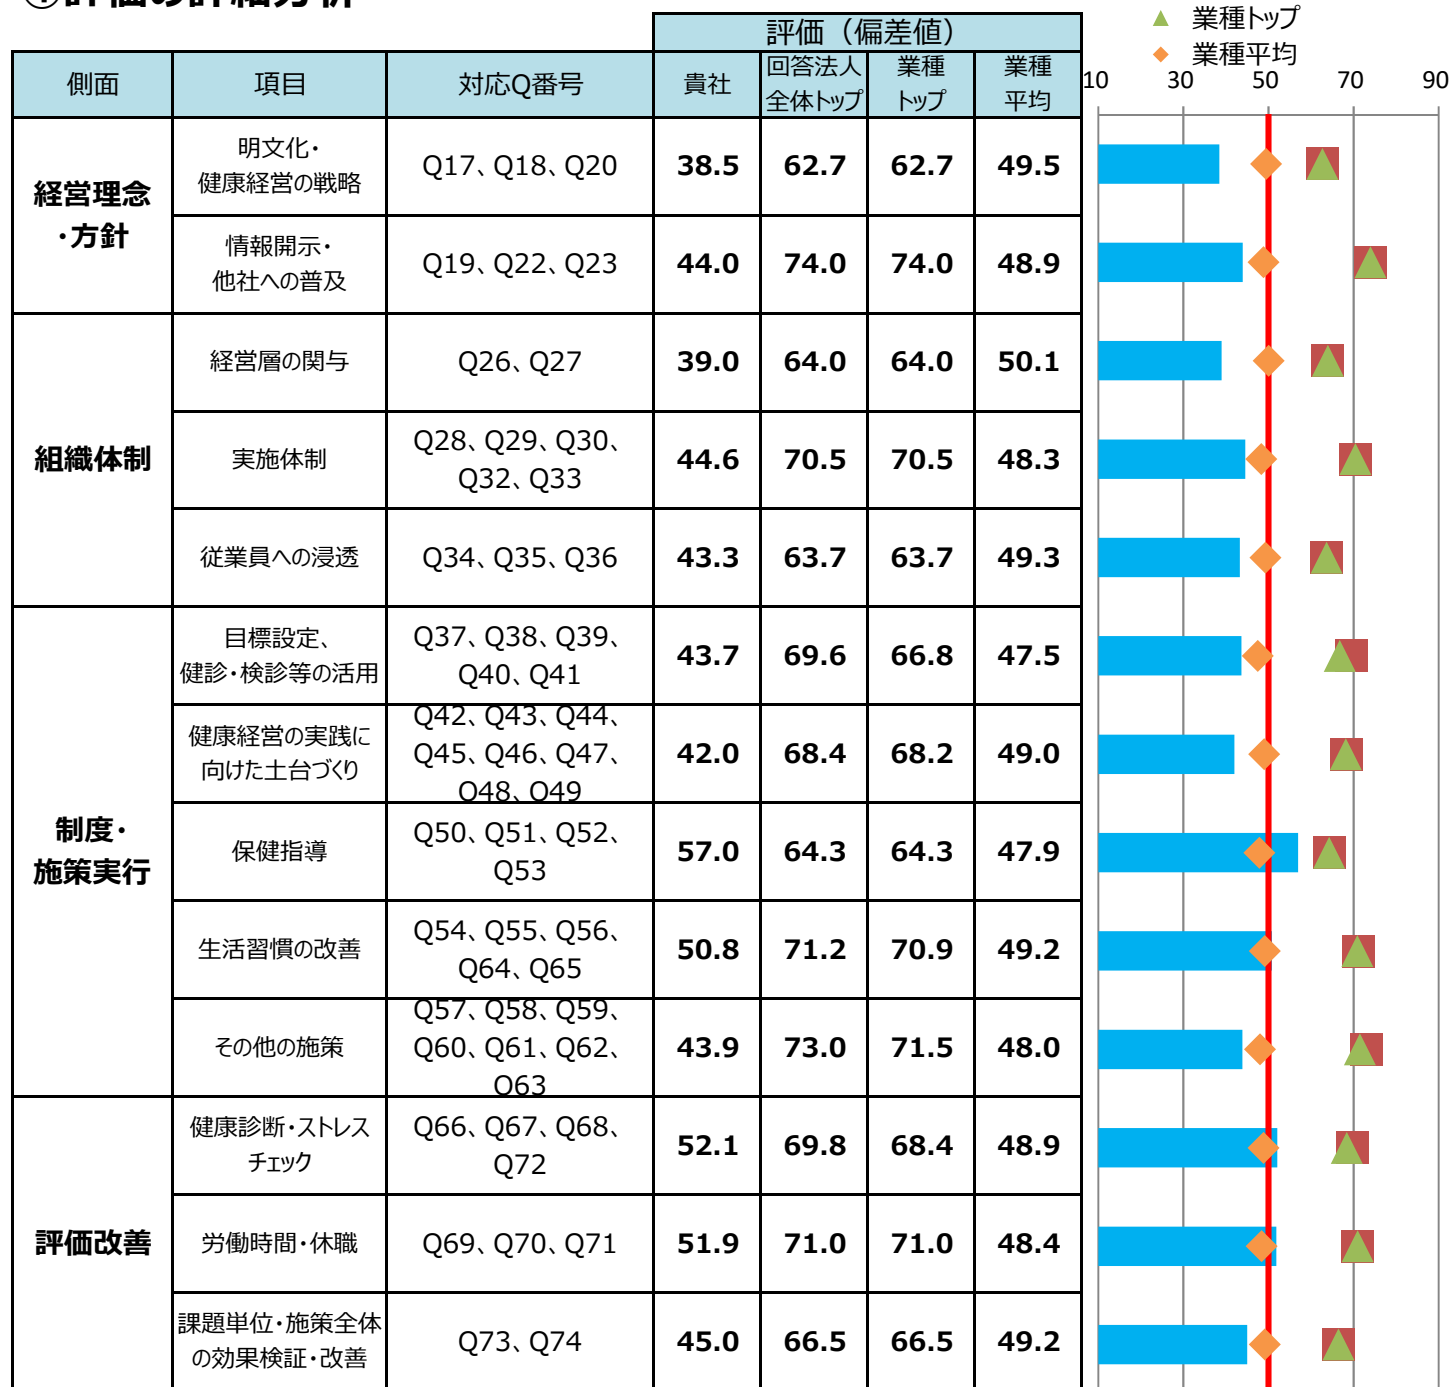 ④評価の詳細分析
▲ 業種トップ
◆ 業種平均
評価（偏差値）
側面 項目 対応Q番号 貴社 回答法人 業種 業種
全体トップ トップ 平均
10 30 50 70 90
経営理念
・方針
明文化・
健康経営の戦略
Q17、Q18、Q20
38.5 62.7 62.7 49.5
情報開示・
他社への普及
Q19、Q22、Q23
44.0 74.0 74.0 48.9
組織体制
経営層の関与
Q26、Q27
39.0 64.0 64.0 50.1
実施体制
Q28、Q29、Q30、
Q32、Q33
44.6 70.5 70.5 48.3
従業員への浸透
Q34、Q35、Q36
43.3 63.7 63.7 49.3
制度・
施策実行
目標設定、
健診・検診等の活用
Q37、Q38、Q39、
Q40、Q41
43.7 69.6 66.8 47.5
健康経営の実践に
向けた土台づくり
Q42、Q43、Q44、
Q45、Q46、Q47、
Q48、Q49
42.0 68.4 68.2 49.0
保健指導
Q50、Q51、Q52、
Q53
57.0 64.3 64.3 47.9
生活習慣の改善
Q54、Q55、Q56、
Q64、Q65
50.8 71.2 70.9 49.2
その他の施策
Q57、Q58、Q59、
Q60、Q61、Q62、
Q63
43.9 73.0 71.5 48.0
評価改善
健康診断・ストレス
チェック
Q66、Q67、Q68、
Q72
52.1 69.8 68.4 48.9
労働時間・休職
Q69、Q70、Q71
51.9 71.0 71.0 48.4
課題単位・施策全体
の効果検証・改善
Q73、Q74
45.0 66.5 66.5 49.2